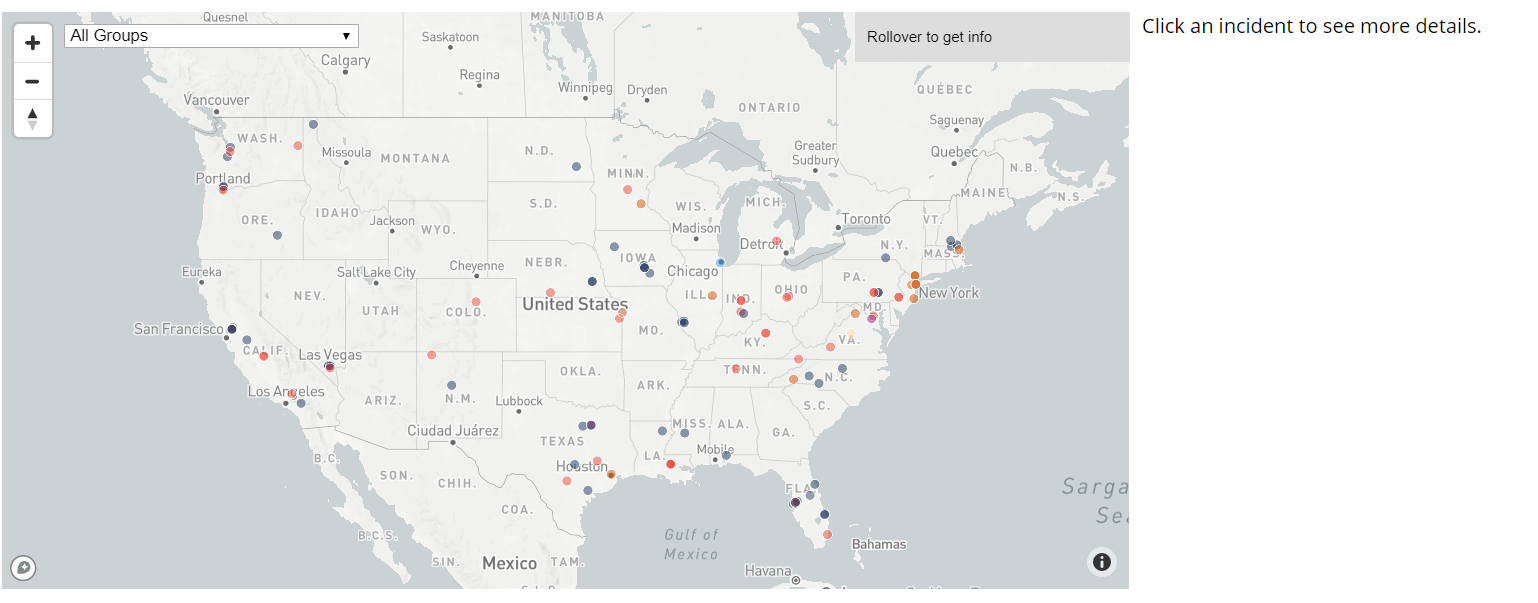 Quesnel
MANITOBA
Click an incident to see more details.
+
All Groups
Saskatoon
Rollover to get info
Calgary
Regina
−
Winnipeg
Dryden
QUÉBEC
Vancouver
ONTARIO
Saguenay
WASH.
Missoula
MONTANA
N.D.
Greater
Sudbury
Quebec
N.B.
Portland
MINN.
MAINE
N.S.
ORE.
IDAHO
Jackson
WYO.
S.D.
WIS.
MICH.
Toronto
VT.
Madison
Detroit
N.Y.
MASS.
Eureka
Salt Lake City
Cheyenne
NEBR.
IOWA
Chicago
PA.
NEV.
UTAH
COLO.
United States
ILL.
IND.
OHIO
New York
MD.
San Francisco
CALIF.
Las Vegas
MO.
KY.
VA.
Los Angeles
ARIZ.
N.M.
Lubbock
OKLA.
ARK.
TENN.
N.C.
S.C.
Ciudad Juárez
TEXAS
MISS.
ALA.
GA.
B.C.
SON.
CHIH.
Houston
LA.
Mobile
FLA.
COA.
Sarga
Se
B.C.S.
Gulf of
Mexico
Bahamas
SIN.
Mexico
TAM.
Havana